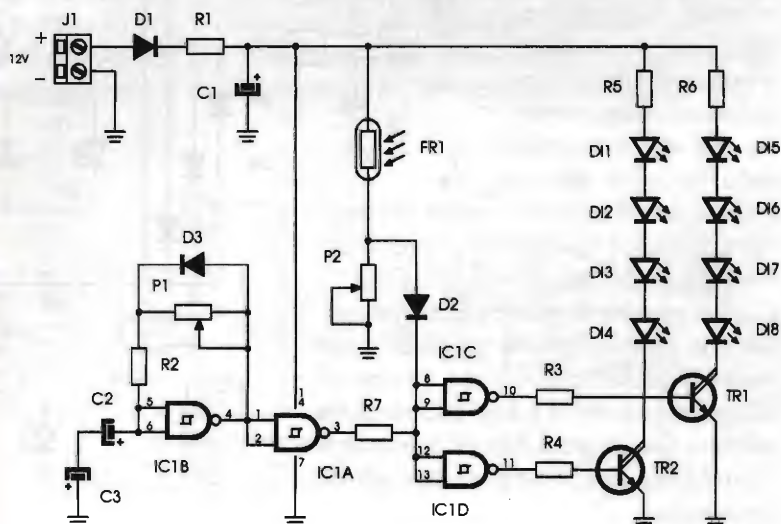 J1
D1
R1
+
12V
−
C1
+
R5
R6
FR1
DI1
DI5
DI2
DI6
D3
P2
P1
DI3
DI7
D2
DI4
DI8
R2
IC1C
1
4
8
9
10
R3
C2
5
6
4
1
2
3
R7
TR1
+
IC1B
12
13
11
R4
TR2
7
IC1A
C3
+
IC1D